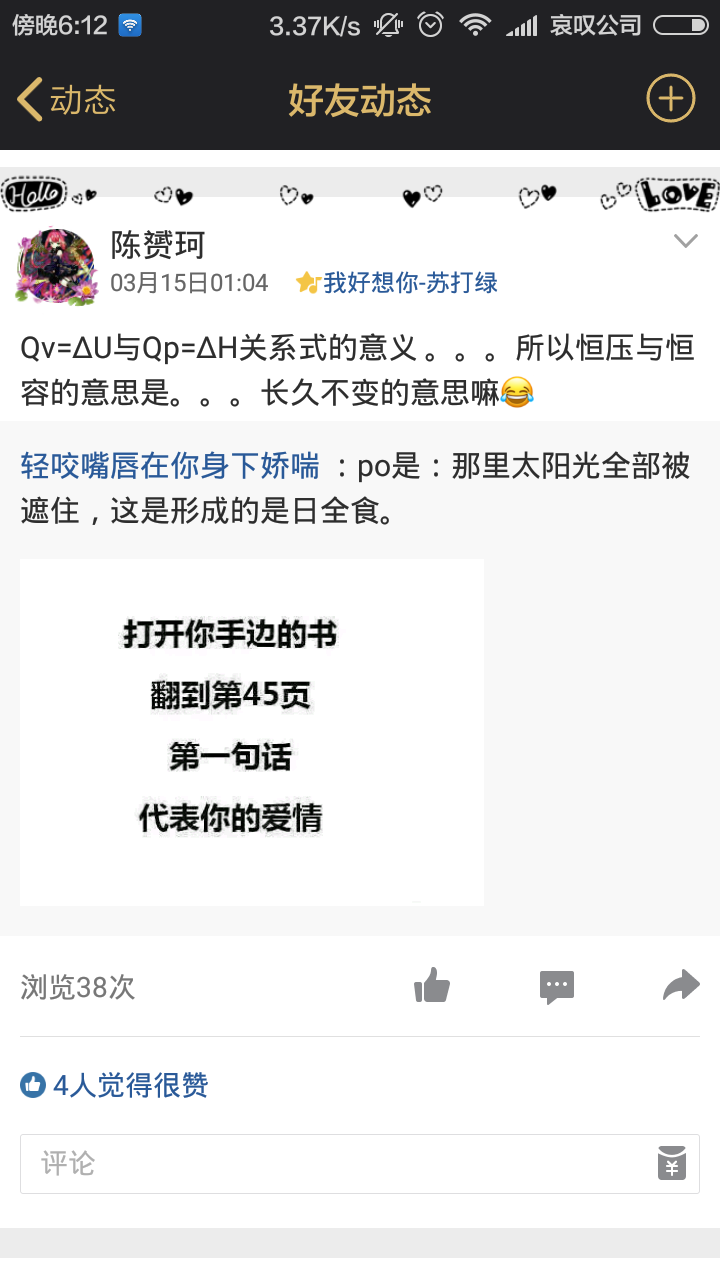 傍晚6:12 3.37K/s 哀叹公司
动态 好友动态
Hello LOVE
陈赟珂
03月15日01:04 我好想你-苏打绿
Qv=ΔU与Qp=ΔH关系式的意义。。。所以恒压与恒
容的意思是。。。长久不变的意思嘛😂
轻咬嘴唇在你身下娇喘 ：po是：那里太阳光全部被
遮住，这是形成的是日全食。
打开你手边的书
翻到第45页
第一句话
代表你的爱情
浏览38次
4人觉得很赞
评论